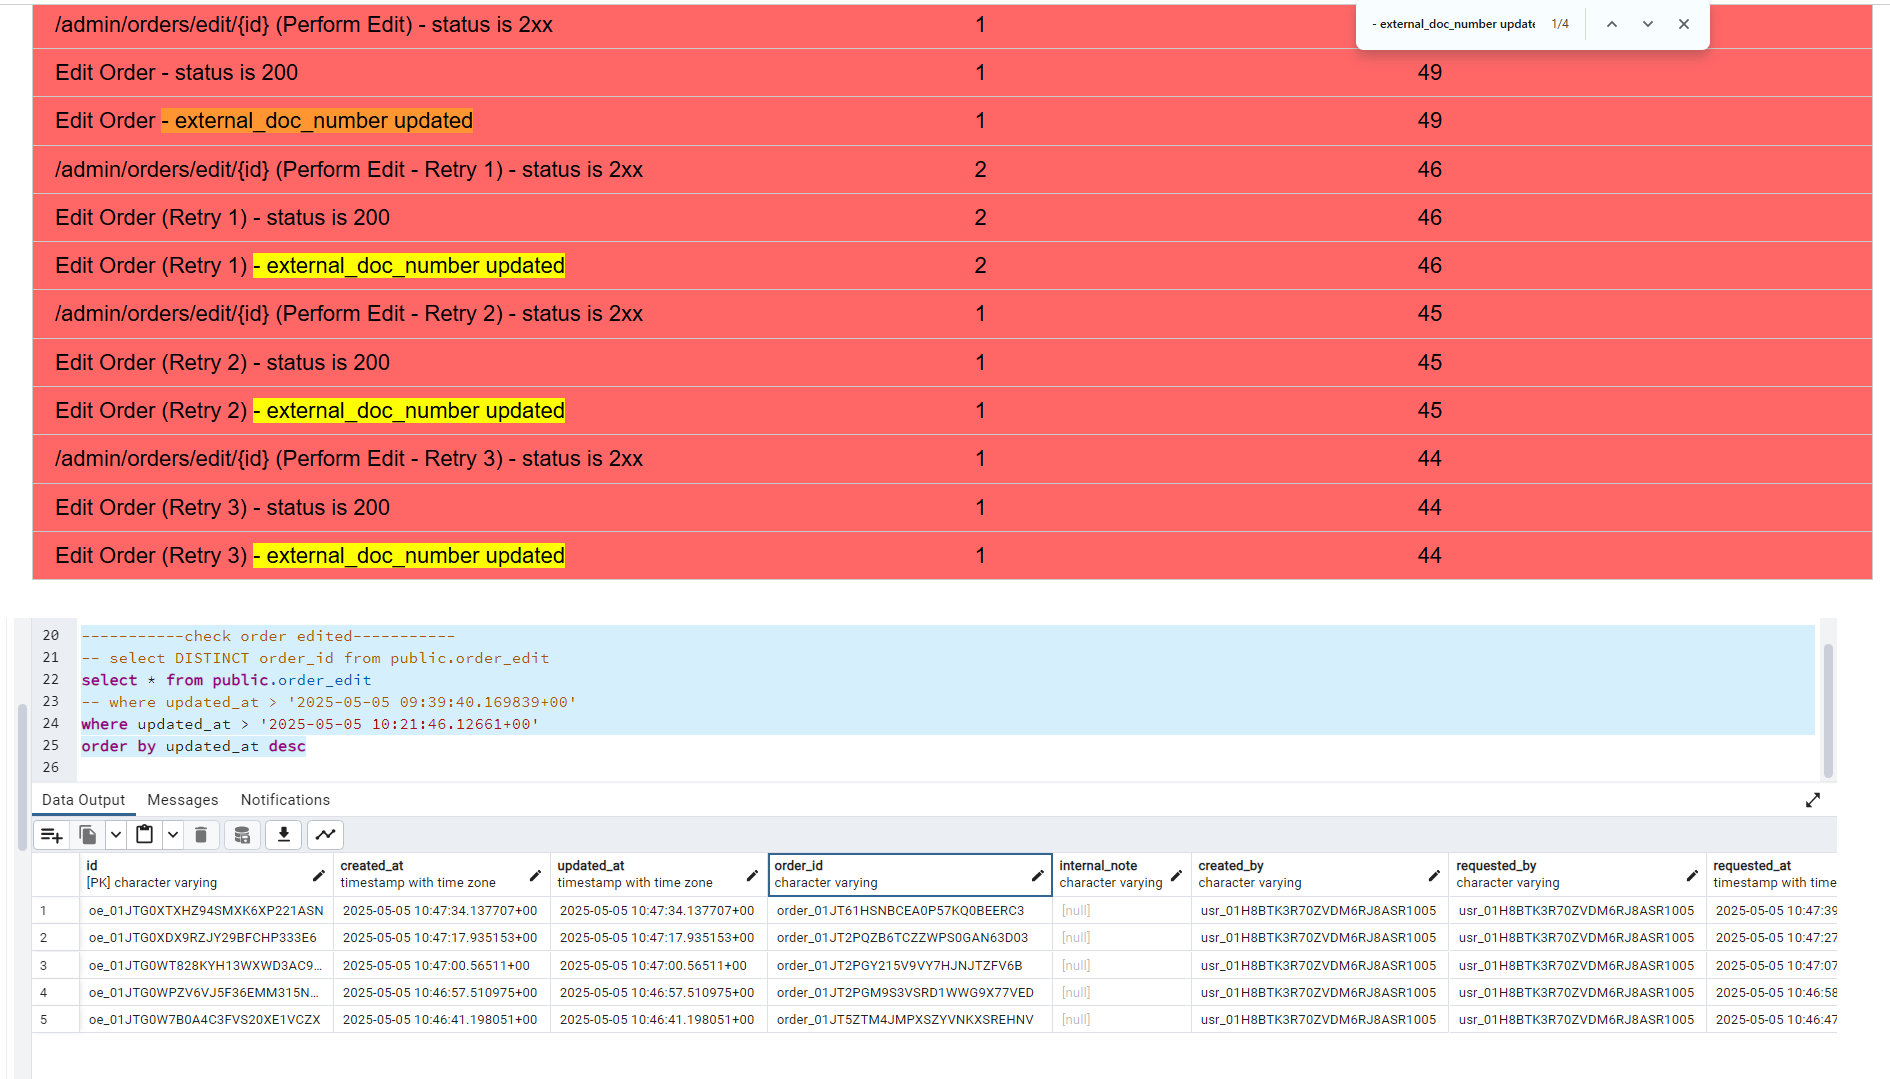 - external_doc_number update 1/4
/admin/orders/edit/{id} (Perform Edit) - status is 2xx 1
Edit Order - status is 200 1 49
Edit Order - external_doc_number updated 1 49
/admin/orders/edit/{id} (Perform Edit - Retry 1) - status is 2xx 2 46
Edit Order (Retry 1) - status is 200 2 46
Edit Order (Retry 1) - external_doc_number updated 2 46
/admin/orders/edit/{id} (Perform Edit - Retry 2) - status is 2xx 1 45
Edit Order (Retry 2) - status is 200 1 45
Edit Order (Retry 2) - external_doc_number updated 1 45
/admin/orders/edit/{id} (Perform Edit - Retry 3) - status is 2xx 1 44
Edit Order (Retry 3) - status is 200 1 44
Edit Order (Retry 3) - external_doc_number updated 1 44
20 -----------check order edited-----------
21 -- select DISTINCT order_id from public.order_edit
22 select * from public.order_edit
23 -- where updated_at > '2025-05-05 09:39:40.169839+00'
24 where updated_at > '2025-05-05 10:21:46.12661+00'
25 order by updated_at desc
26
Data Output Messages Notifications
id created_at updated_at order_id internal_note created_by requested_by requested_at
[PK] character varying timestamp with time zone timestamp with time zone character varying character varying character varying character varying timestamp with time
1 oe_01JTG0XTXHZ94SMXK6XP221ASN 2025-05-05 10:47:34.137707+00 2025-05-05 10:47:34.137707+00 order_01JT61HSNBCEA0P57KQ0BEERC3 [null] usr_01H8BTK3R70ZVDM6RJ8ASR1005 usr_01H8BTK3R70ZVDM6RJ8ASR1005 2025-05-05 10:47:39
2 oe_01JTG0XDX9RZJY29BFCHP333E6 2025-05-05 10:47:17.935153+00 2025-05-05 10:47:17.935153+00 order_01JT2PQZB6TCZZWPS0GAN63D03 [null] usr_01H8BTK3R70ZVDM6RJ8ASR1005 usr_01H8BTK3R70ZVDM6RJ8ASR1005 2025-05-05 10:47:27
3 oe_01JTG0WT828KYH13WXWD3AC9... 2025-05-05 10:47:00.56511+00 2025-05-05 10:47:00.56511+00 order_01JT2PGY215V9VY7HJNJTZFV6B [null] usr_01H8BTK3R70ZVDM6RJ8ASR1005 usr_01H8BTK3R70ZVDM6RJ8ASR1005 2025-05-05 10:47:07
4 oe_01JTG0WPZV6VJ5F36EMM315N... 2025-05-05 10:46:57.510975+00 2025-05-05 10:46:57.510975+00 order_01JT2PGM9S3VSRD1WWG9X77VED [null] usr_01H8BTK3R70ZVDM6RJ8ASR1005 usr_01H8BTK3R70ZVDM6RJ8ASR1005 2025-05-05 10:46:58
5 oe_01JTG0W7B0A4C3FVS20XE1VCZX 2025-05-05 10:46:41.198051+00 2025-05-05 10:46:41.198051+00 order_01JT5ZTM4JMPXSZYVNKXSREHNV [null] usr_01H8BTK3R70ZVDM6RJ8ASR1005 usr_01H8BTK3R70ZVDM6RJ8ASR1005 2025-05-05 10:46:47